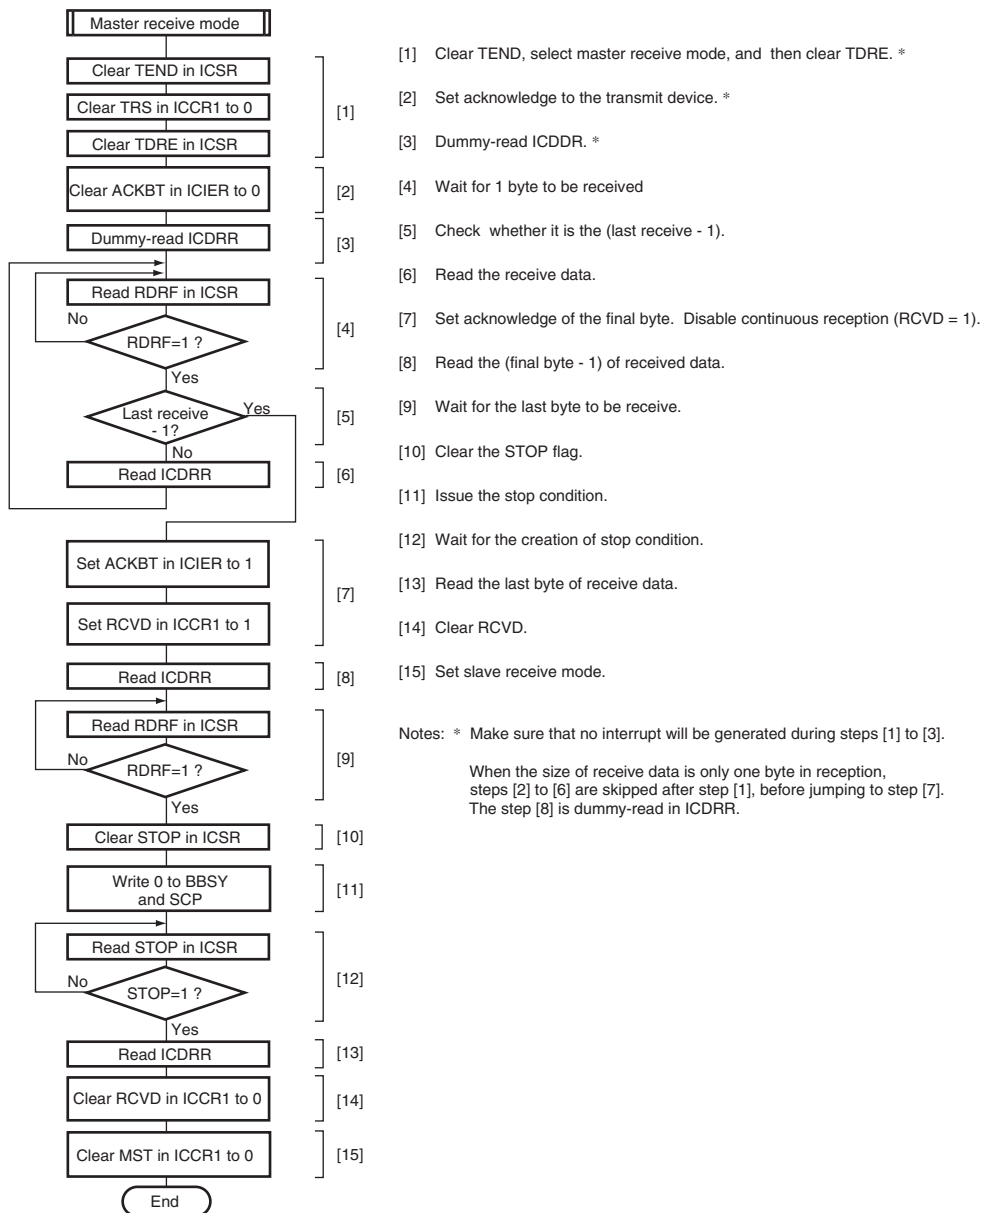 Master receive mode
Clear TEND in ICSR
Clear TRS in ICCR1 to 0
[1]
Clear TDRE in ICSR
Clear ACKBT in ICIER to 0
[2]
Dummy-read ICDRR
[3]
Read RDRF in ICSR
No
RDRF=1 ?
[4]
Yes
Last receive
- 1?
Yes
[5]
No
Read ICDRR
[6]
Set ACKBT in ICIER to 1
[7]
Set RCVD in ICCR1 to 1
Read ICDRR
[8]
Read RDRF in ICSR
No
RDRF=1 ?
[9]
Yes
Clear STOP in ICSR
[10]
Write 0 to BBSY
and SCP
[11]
Read STOP in ICSR
No
STOP=1 ?
[12]
Yes
Read ICDRR
[13]
Clear RCVD in ICCR1 to 0
[14]
Clear MST in ICCR1 to 0
[15]
End
[1] Clear TEND, select master receive mode, and then clear TDRE. *
[2] Set acknowledge to the transmit device. *
[3] Dummy-read ICDDR. *
[4] Wait for 1 byte to be received
[5] Check whether it is the (last receive - 1).
[6] Read the receive data.
[7] Set acknowledge of the final byte. Disable continuous reception (RCVD = 1).
[8] Read the (final byte - 1) of received data.
[9] Wait for the last byte to be receive.
[10] Clear the STOP flag.
[11] Issue the stop condition.
[12] Wait for the creation of stop condition.
[13] Read the last byte of receive data.
[14] Clear RCVD.
[15] Set slave receive mode.
Notes: * Make sure that no interrupt will be generated during steps [1] to [3].
When the size of receive data is only one byte in reception,
steps [2] to [6] are skipped after step [1], before jumping to step [7].
The step [8] is dummy-read in ICDRR.